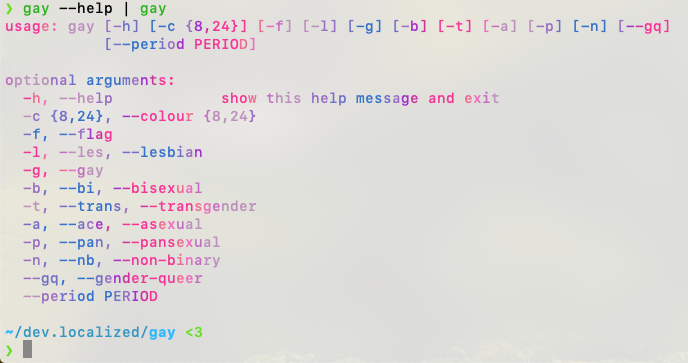 ❯ gay --help | gay
usage: gay [-h] [-c {8,24}] [-f] [-l] [-g] [-b] [-t] [-a] [-p] [-n] [--gq]
[--period PERIOD]
optional arguments:
-h, --help show this help message and exit
-c {8,24}, --colour {8,24}
-f, --flag
-l, --les, --lesbian
-g, --gay
-b, --bi, --bisexual
-t, --trans, --transgender
-a, --ace, --asexual
-p, --pan, --pansexual
-n, --nb, --non-binary
--gq, --gender-queer
--period PERIOD
~/dev.localized/gay <3
❯